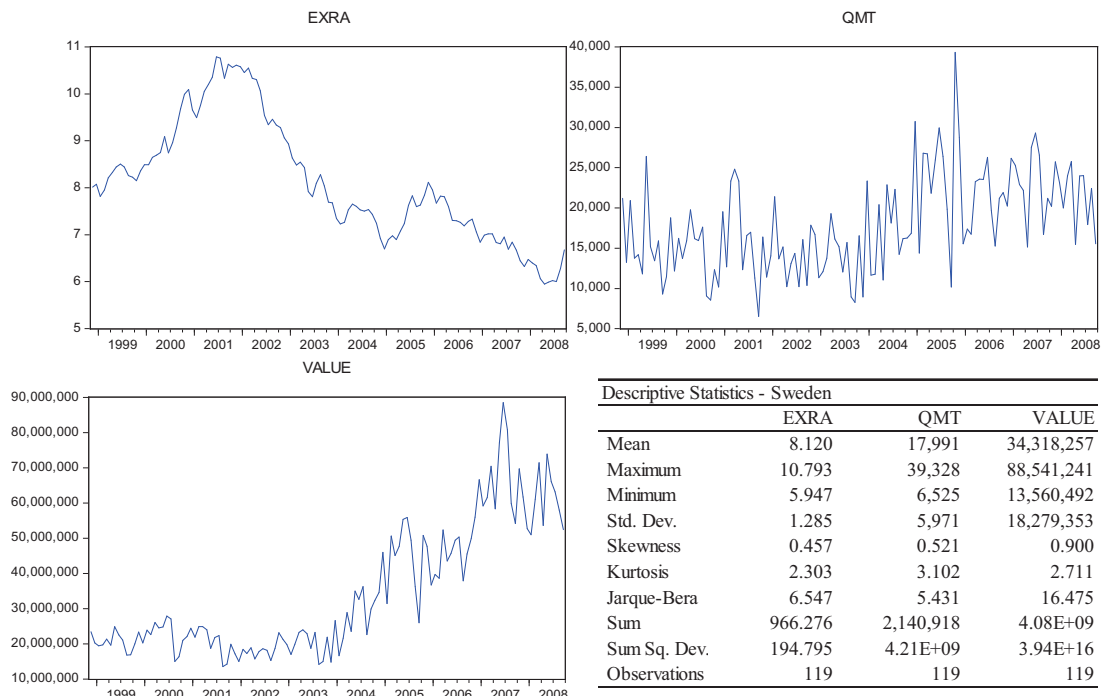 EXRA
11
10
9
8
7
6
5
1999 2000 2001 2002 2003 2004 2005 2006 2007 2008
QMT
40,000
35,000
30,000
25,000
20,000
15,000
10,000
5,000
1999 2000 2001 2002 2003 2004 2005 2006 2007 2008
VALUE
90,000,000
80,000,000
70,000,000
60,000,000
50,000,000
40,000,000
30,000,000
20,000,000
10,000,000
1999 2000 2001 2002 2003 2004 2005 2006 2007 2008
Descriptive Statistics - Sweden
EXRA QMT VALUE
Mean 8.120 17,991 34,318,257
Maximum 10.793 39,328 88,541,241
Minimum 5.947 6,525 13,560,492
Std. Dev. 1.285 5,971 18,279,353
Skewness 0.457 0.521 0.900
Kurtosis 2.303 3.102 2.711
Jarque-Bera 6.547 5.431 16.475
Sum 966.276 2,140,918 4.08E+09
Sum Sq. Dev. 194.795 4.21E+09 3.94E+16
Observations 119 119 119